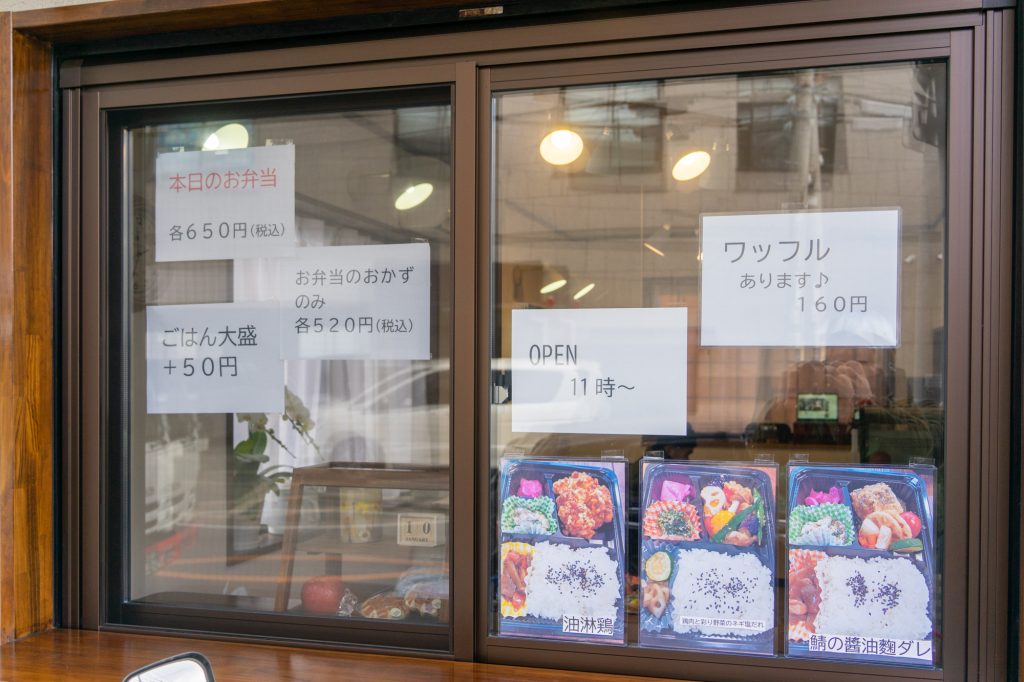 本日のお弁当
各650円(税込)
お弁当のおかず
のみ
各520円(税込)
ごはん大盛
+50円
OPEN
11時～
ワッフル
あります♪
160円
10
JANUARY
油淋鶏
鶏肉と彩り野菜のネギ塩だれ
鯖の醤油麹ダレ